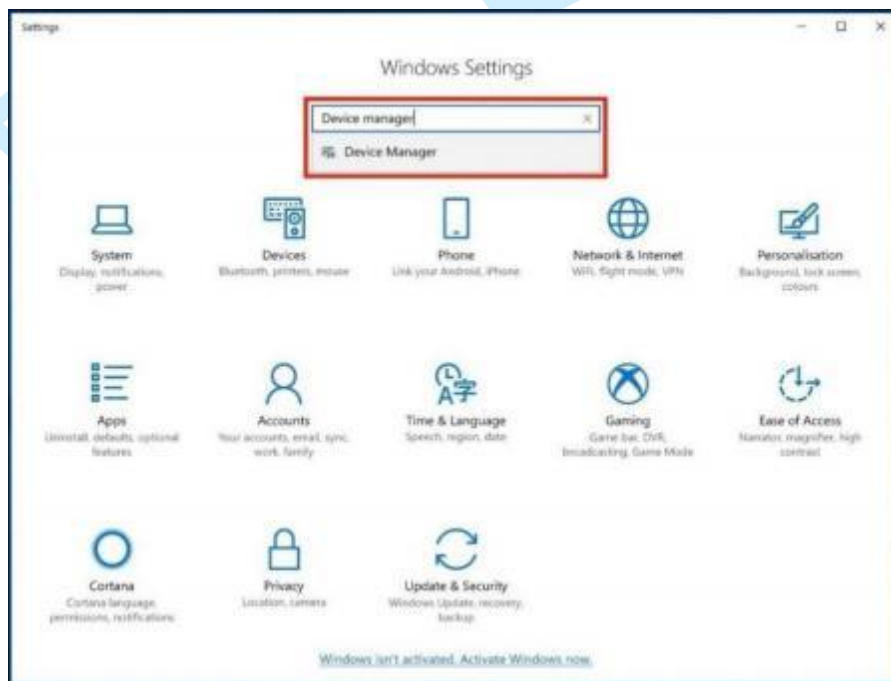 Settings
Windows Settings
Device manager
Device Manager
System
Display, notifications,
power
Devices
Bluetooth, printers, mouse
Phone
Link your Android, iPhone
Network & Internet
WiFi, flight mode, VPN
Personalisation
Background, lock screen,
colours
Apps
Uninstall, defaults, optional
features
Accounts
Your accounts, email, sync,
work, family
Time & Language
Speech, region, date
Gaming
Game bar, DVR,
broadcasting, Game Mode
Ease of Access
Narrator, magnifier, high
contrast
Cortana
Cortana language,
permissions, notifications
Privacy
Location, camera
Update & Security
Windows Update, recovery,
backup
Windows isn't activated. Activate Windows now.